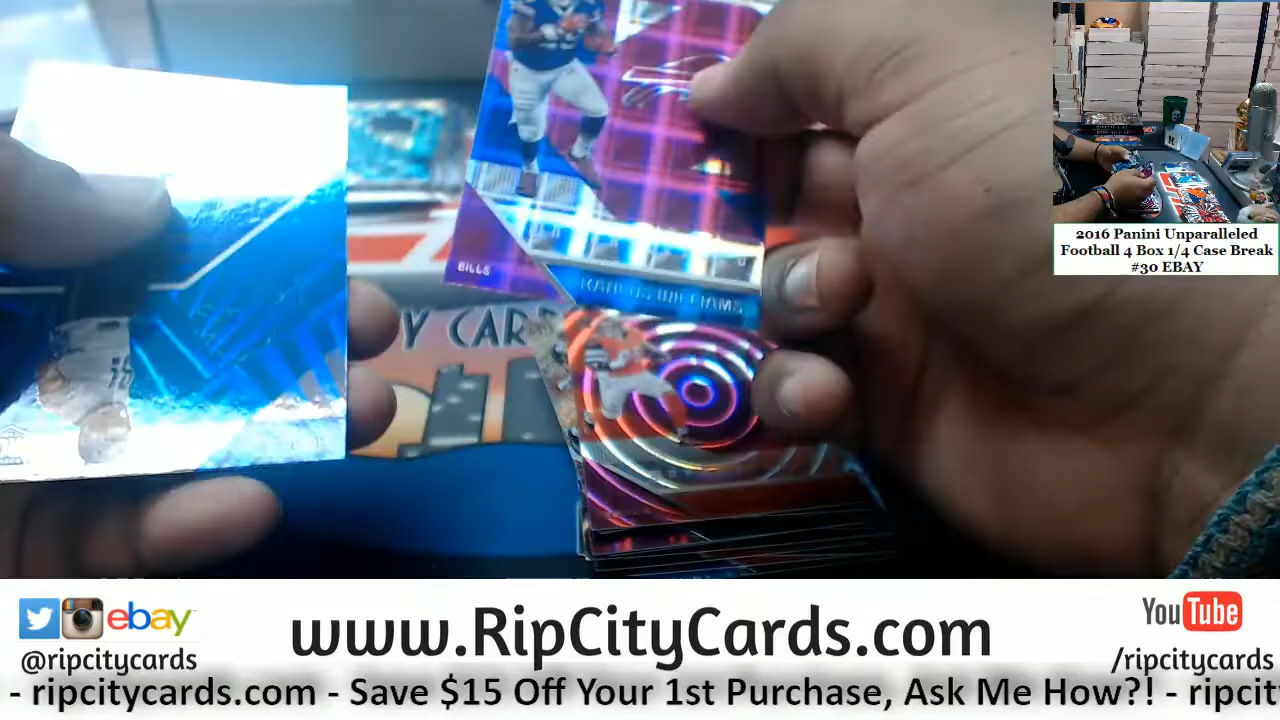 BILLS
KARLOS WILLIAMS
Y CAR
2016 Panini Unparalleled
Football 4 Box 1/4 Case Break
#30 EBAY
ebay
@ripcitycards
www.RipCityCards.com
YouTube
/ripcitycards
- ripcitycards.com - Save $15 Off Your 1st Purchase, Ask Me How?! - ripcit